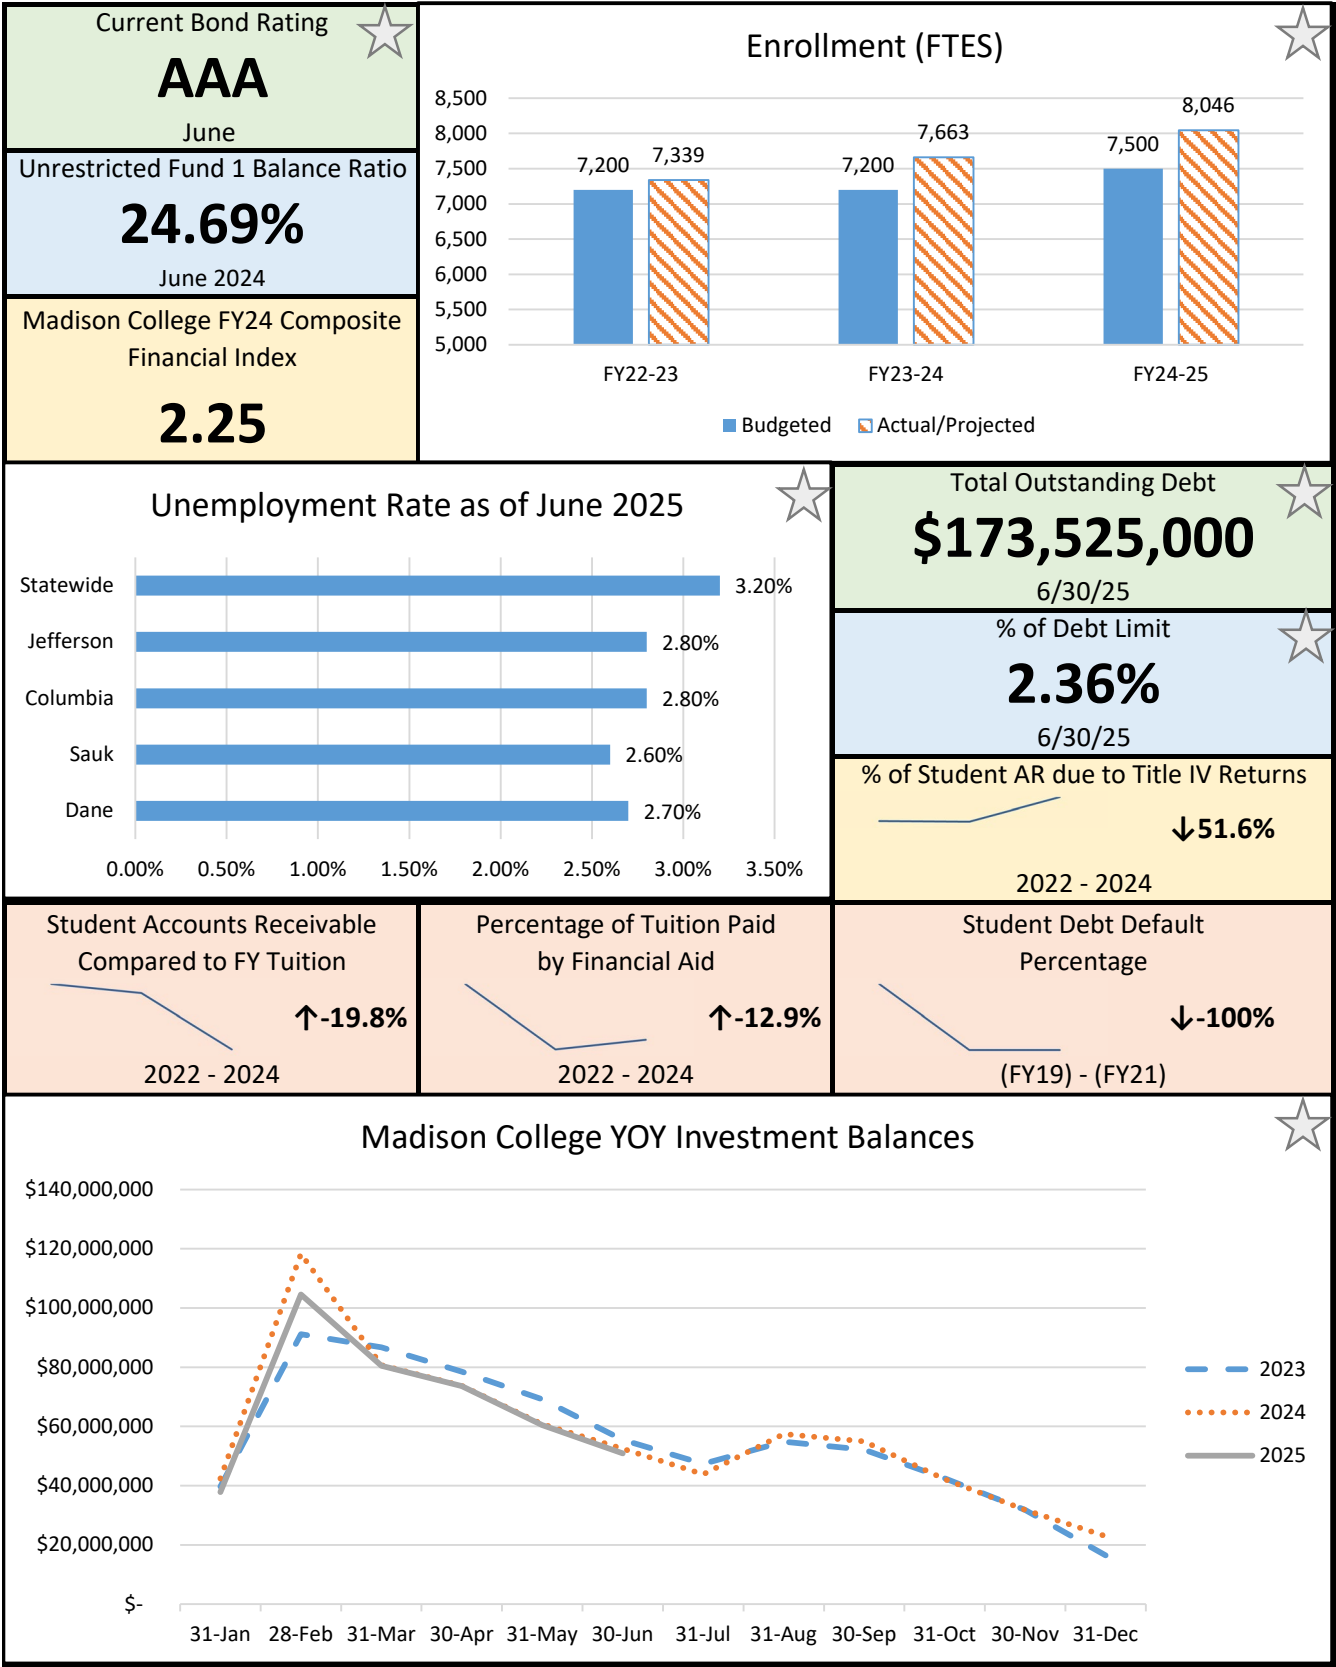 Current Bond Rating
AAA
June
Unrestricted Fund 1 Balance Ratio
24.69%
June 2024
Madison College FY24 Composite
Financial Index
2.25
Enrollment (FTES)
8,500
8,000
7,500
7,000
6,500
6,000
5,500
5,000
7,200
7,339
7,200
7,663
7,500
8,046
FY22-23
FY23-24
FY24-25
Budgeted
Actual/Projected
Unemployment Rate as of June 2025
Statewide
3.20%
Jefferson
2.80%
Columbia
2.80%
Sauk
2.60%
Dane
2.70%
0.00%
0.50%
1.00%
1.50%
2.00%
2.50%
3.00%
3.50%
Total Outstanding Debt
$173,525,000
6/30/25
% of Debt Limit
2.36%
6/30/25
% of Student AR due to Title IV Returns
↓51.6%
2022 - 2024
Student Accounts Receivable
Compared to FY Tuition
↑-19.8%
2022 - 2024
Percentage of Tuition Paid
by Financial Aid
↑-12.9%
2022 - 2024
Student Debt Default
Percentage
↓-100%
(FY19) - (FY21)
Madison College YOY Investment Balances
$140,000,000
$120,000,000
$100,000,000
$80,000,000
$60,000,000
$40,000,000
$20,000,000
$-
31-Jan
28-Feb
31-Mar
30-Apr
31-May
30-Jun
31-Jul
31-Aug
30-Sep
31-Oct
30-Nov
31-Dec
2023
2024
2025